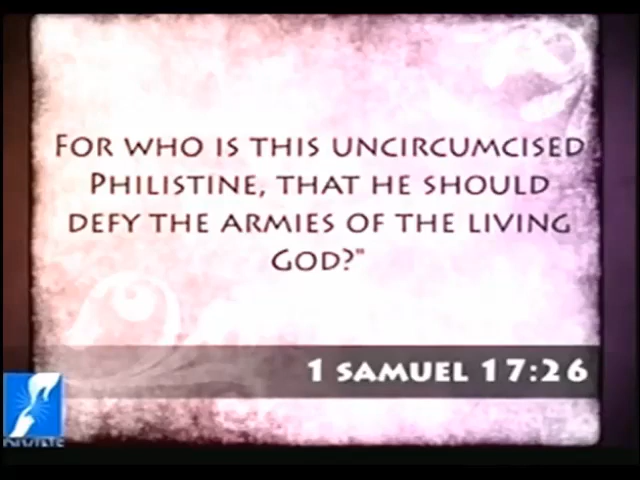 FOR WHO IS THIS UNCIRCUMCISED
PHILISTINE, THAT HE SHOULD
DEFY THE ARMIES OF THE LIVING
GOD?"
1 SAMUEL 17:26
DIVINE